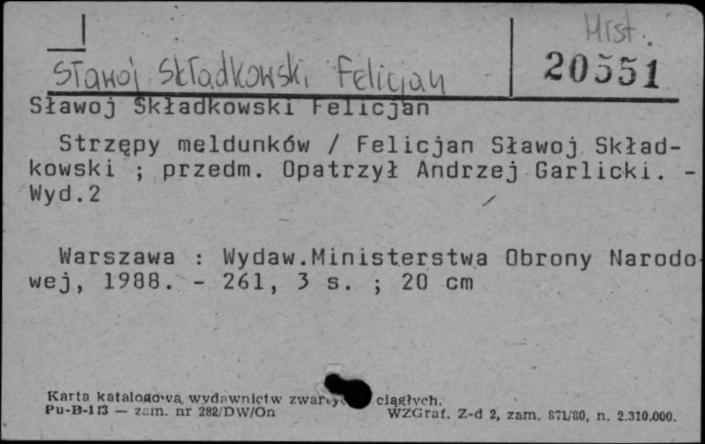 Hist.
20551
Sławoj Składkowski Felicjan
Sławoj Składkowski Felicjan
Strzępy meldunków / Felicjan Sławoj Skład-
kowski ; przedm. Opatrzył Andrzej Garlicki. -
Wyd.2
Warszawa : Wydaw.Ministerstwa Obrony Narodo-
wej, 1988. - 261, 3 s. ; 20 cm
Karta katalogowa wydawnictw ciągłych.
Pu-B-113 — zam. nr 282/DW/On WZGraf. Z-d 2, zam. 871/80, n. 2.310.000.